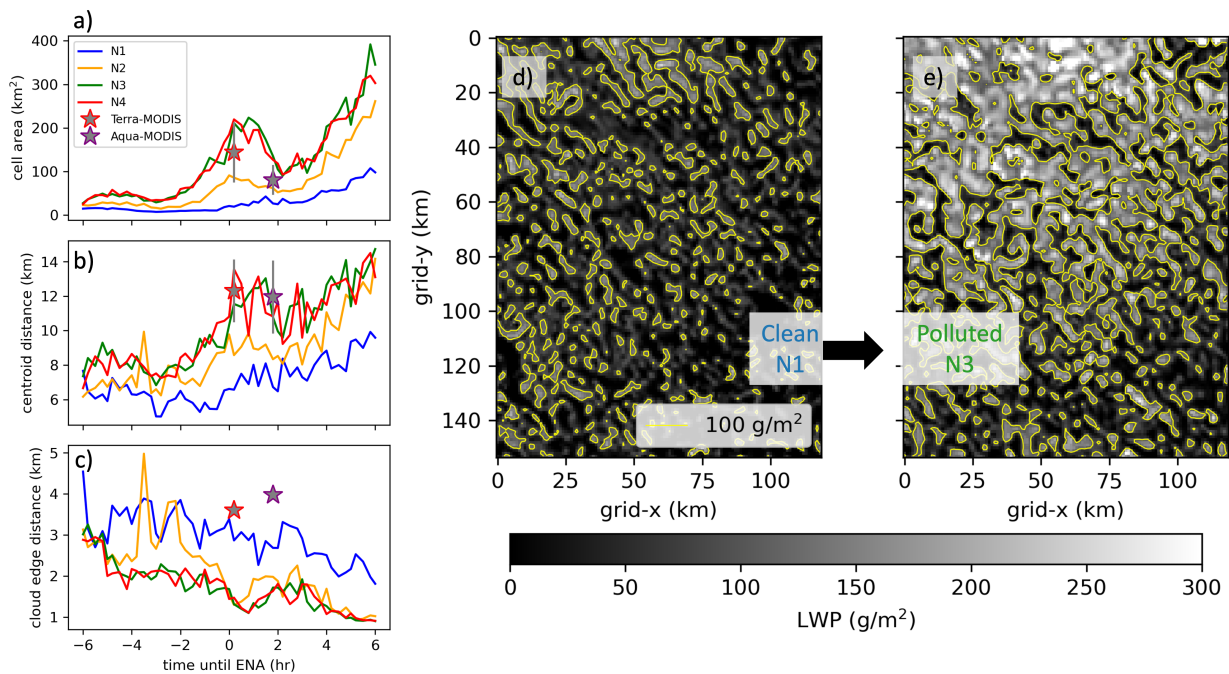 a)
400
300
200
100
0
cell area (km²)
N1
N2
N3
N4
Terra-MODIS
Aqua-MODIS
b)
14
12
10
8
6
centroid distance (km)
c)
5
4
3
2
1
cloud edge distance (km)
−6
−4
−2
0
2
4
6
time until ENA (hr)
d)
0
20
40
60
80
100
120
140
grid-y (km)
Clean
N1
100 g/m²
0
25
50
75
100
grid-x (km)
e)
Polluted
N3
0
25
50
75
100
grid-x (km)
0
50
100
150
200
250
300
LWP (g/m²)